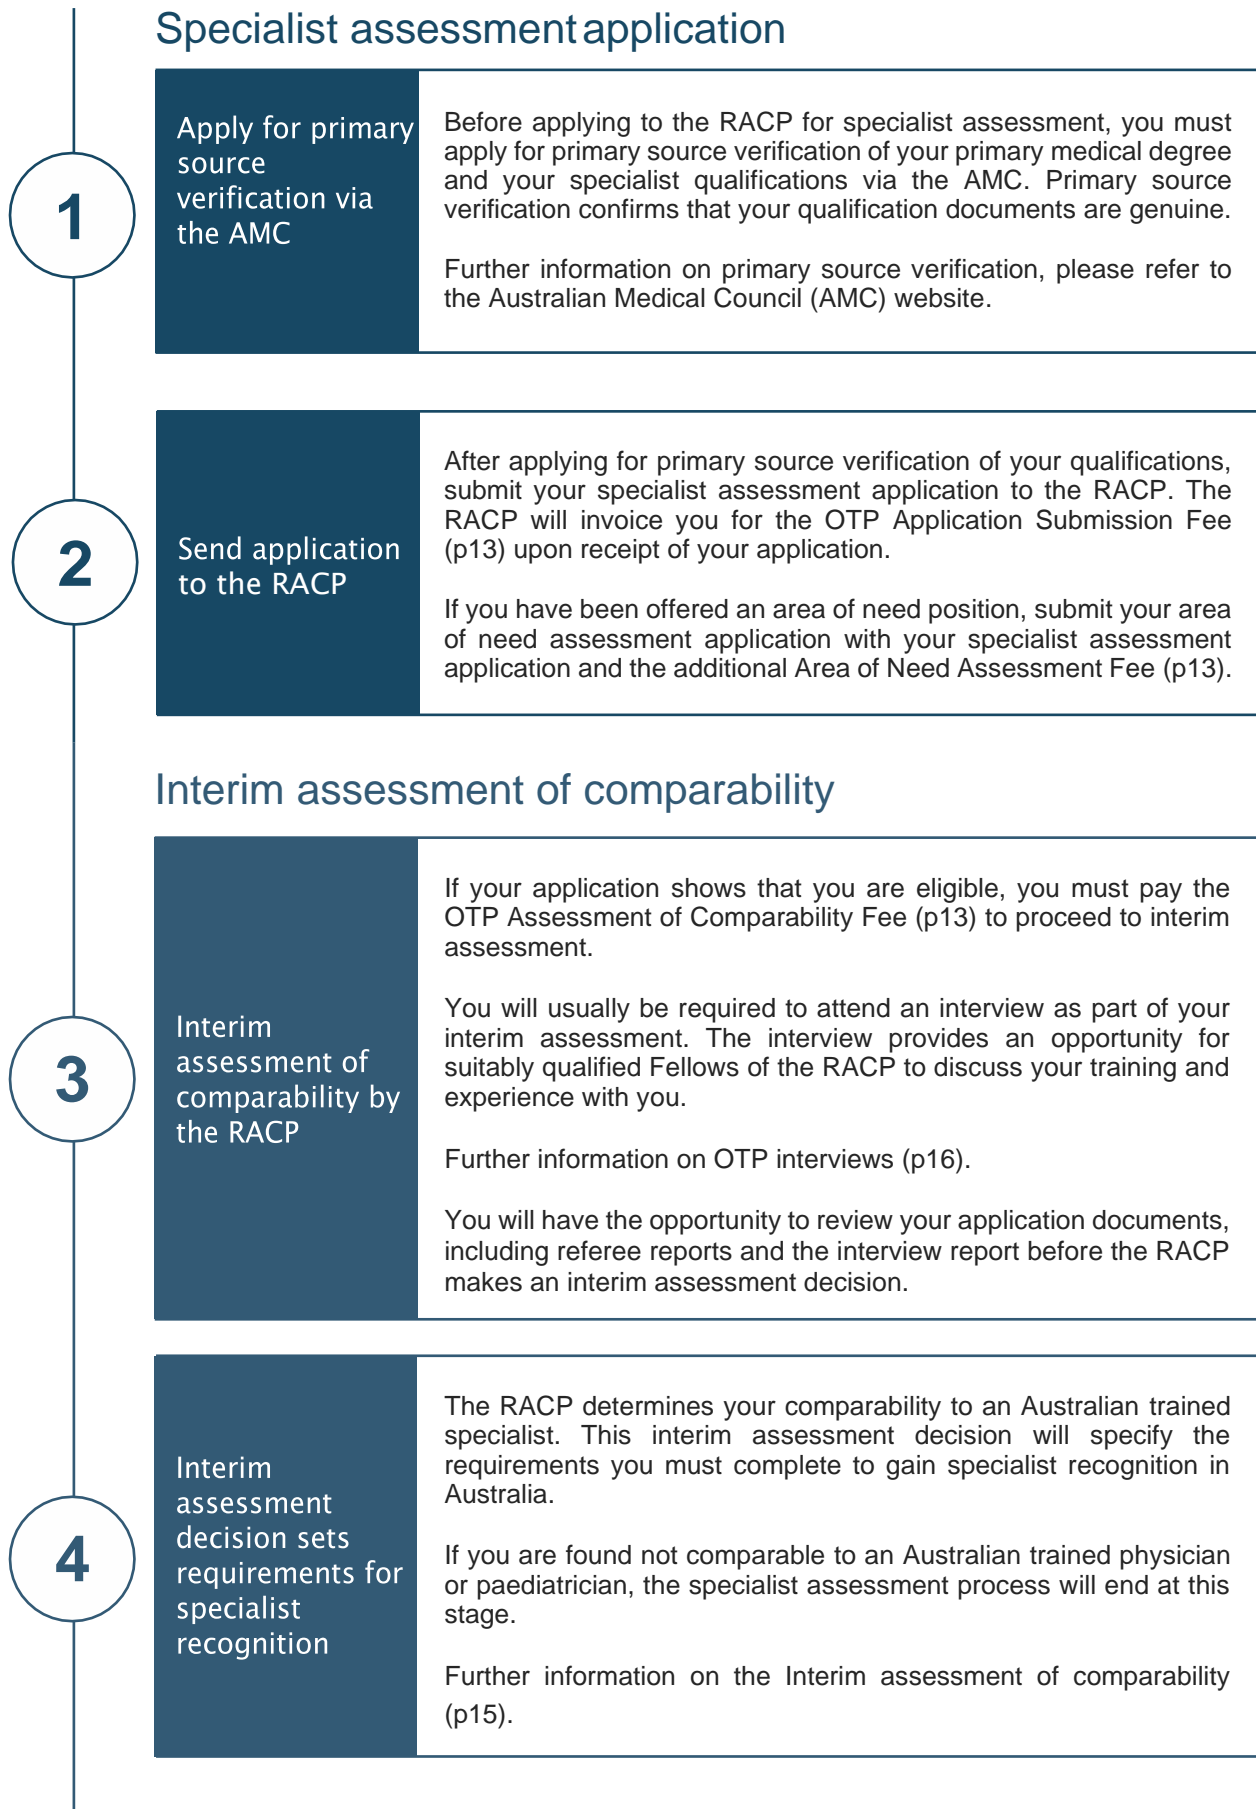 Specialist assessment application
1
Apply for primary
source
verification via
the AMC
Before applying to the RACP for specialist assessment, you must
apply for primary source verification of your primary medical degree
and your specialist qualifications via the AMC. Primary source
verification confirms that your qualification documents are genuine.
Further information on primary source verification, please refer to
the Australian Medical Council (AMC) website.
2
Send application
to the RACP
After applying for primary source verification of your qualifications,
submit your specialist assessment application to the RACP. The
RACP will invoice you for the OTP Application Submission Fee
(p13) upon receipt of your application.
If you have been offered an area of need position, submit your area
of need assessment application with your specialist assessment
application and the additional Area of Need Assessment Fee (p13).
Interim assessment of comparability
3
Interim
assessment of
comparability by
the RACP
If your application shows that you are eligible, you must pay the
OTP Assessment of Comparability Fee (p13) to proceed to interim
assessment.
You will usually be required to attend an interview as part of your
interim assessment. The interview provides an opportunity for
suitably qualified Fellows of the RACP to discuss your training and
experience with you.
Further information on OTP interviews (p16).
You will have the opportunity to review your application documents,
including referee reports and the interview report before the RACP
makes an interim assessment decision.
4
Interim
assessment
decision sets
requirements for
specialist
recognition
The RACP determines your comparability to an Australian trained
specialist. This interim assessment decision will specify the
requirements you must complete to gain specialist recognition in
Australia.
If you are found not comparable to an Australian trained physician
or paediatrician, the specialist assessment process will end at this
stage.
Further information on the Interim assessment of comparability
(p15).